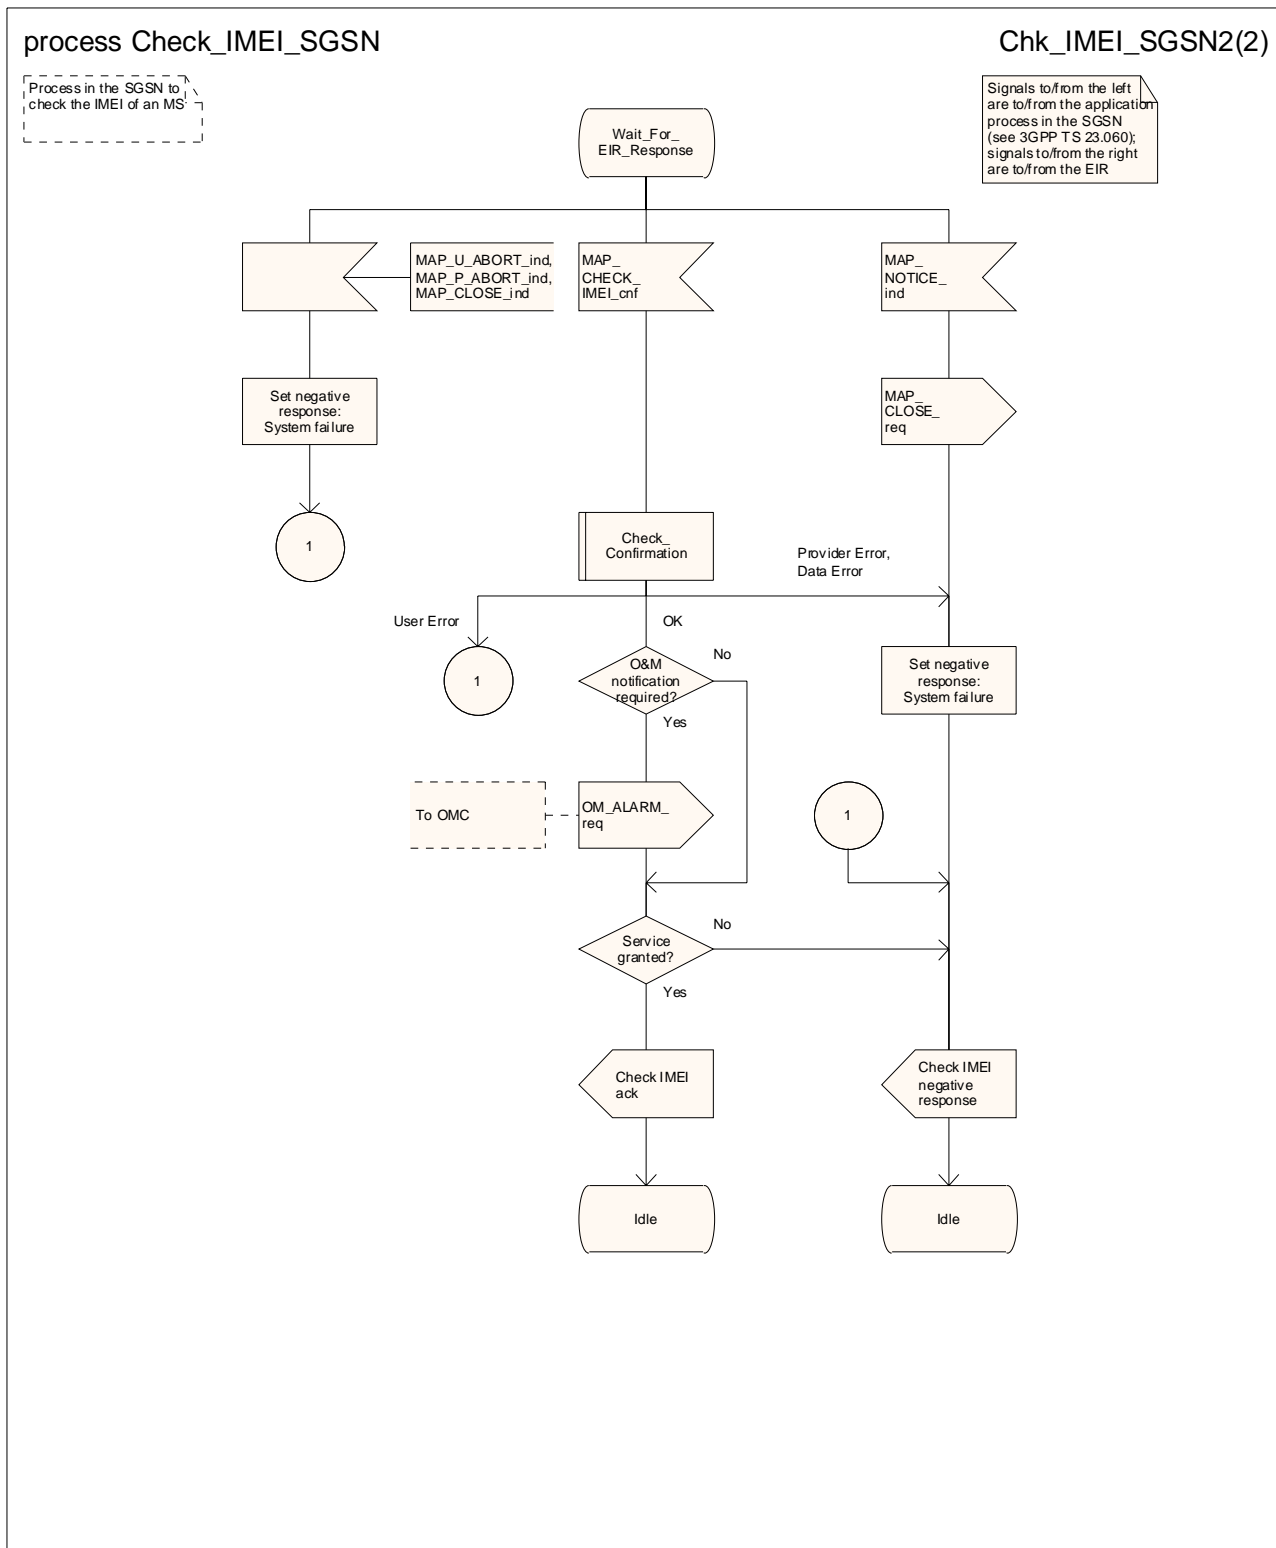 process Check_IMEI_SGSN
Chk_IMEI_SGSN2(2)
Process in the SGSN to
check the IMEI of an MS
Signals to/from the left
are to/from the application
process in the SGSN
(see 3GPP TS 23.060);
signals to/from the right
are to/from the EIR
Wait_For_
EIR_Response
MAP_U_ABORT_ind,
MAP_P_ABORT_ind,
MAP_CLOSE_ind
MAP_
CHECK_
IMEI_cnf
MAP_
NOTICE_
ind
Set negative
response:
System failure
MAP_
CLOSE_
req
1
Check_
Confirmation
Provider Error,
Data Error
User Error
OK
1
O&M
notification
required?
No
Yes
Set negative
response:
System failure
To OMC
OM_ALARM_
req
1
Service
granted?
No
Yes
Check IMEI
ack
Check IMEI
negative
response
Idle
Idle